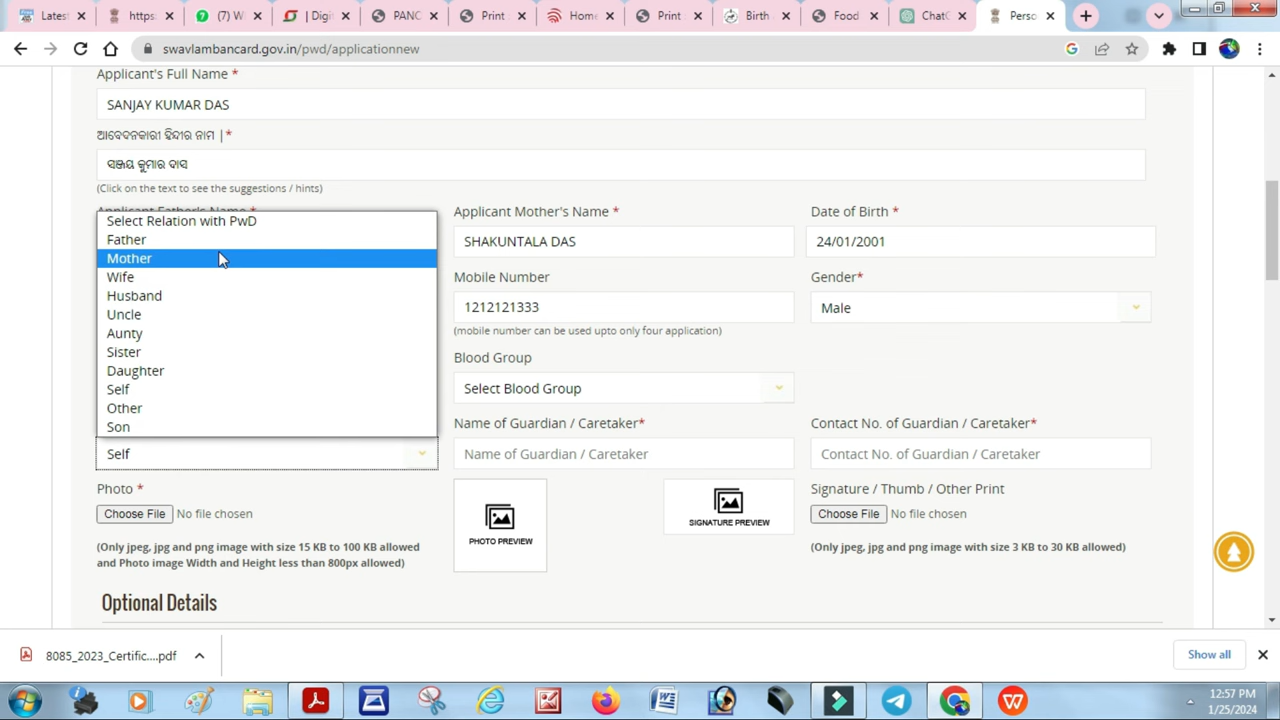 Latest
https:
(7) W
| Digi
PANC
Print
Home
Print
Birth
Food
ChatG
Perso
swavlambancard.gov.in/pwd/applicationnew
Applicant's Full Name *
SANJAY KUMAR DAS
ଆବେଦନକାରୀ ହିନ୍ଦୀର ନାମ |*
ସଞ୍ଜୟ କୁମାର ଦାସ
(Click on the text to see the suggestions / hints)
Applicant Father's Name *
Applicant Mother's Name *
Date of Birth *
Select Relation with PwD
Father
SHAKUNTALA DAS
24/01/2001
Mother
Wife
Mobile Number
Gender*
Husband
1212121333
Male
Uncle
(mobile number can be used upto only four application)
Aunty
Sister
Blood Group
Daughter
Self
Select Blood Group
Other
Son
Name of Guardian / Caretaker*
Contact No. of Guardian / Caretaker*
Self
Name of Guardian / Caretaker
Contact No. of Guardian / Caretaker
Photo *
Signature / Thumb / Other Print
Choose File No file chosen
PHOTO PREVIEW
SIGNATURE PREVIEW
Choose File No file chosen
(Only jpeg, jpg and png image with size 15 KB to 100 KB allowed
and Photo image Width and Height less than 800px allowed)
(Only jpeg, jpg and png image with size 3 KB to 30 KB allowed)
Optional Details
8085_2023_Certific....pdf
Show all
12:57 PM
1/25/2024